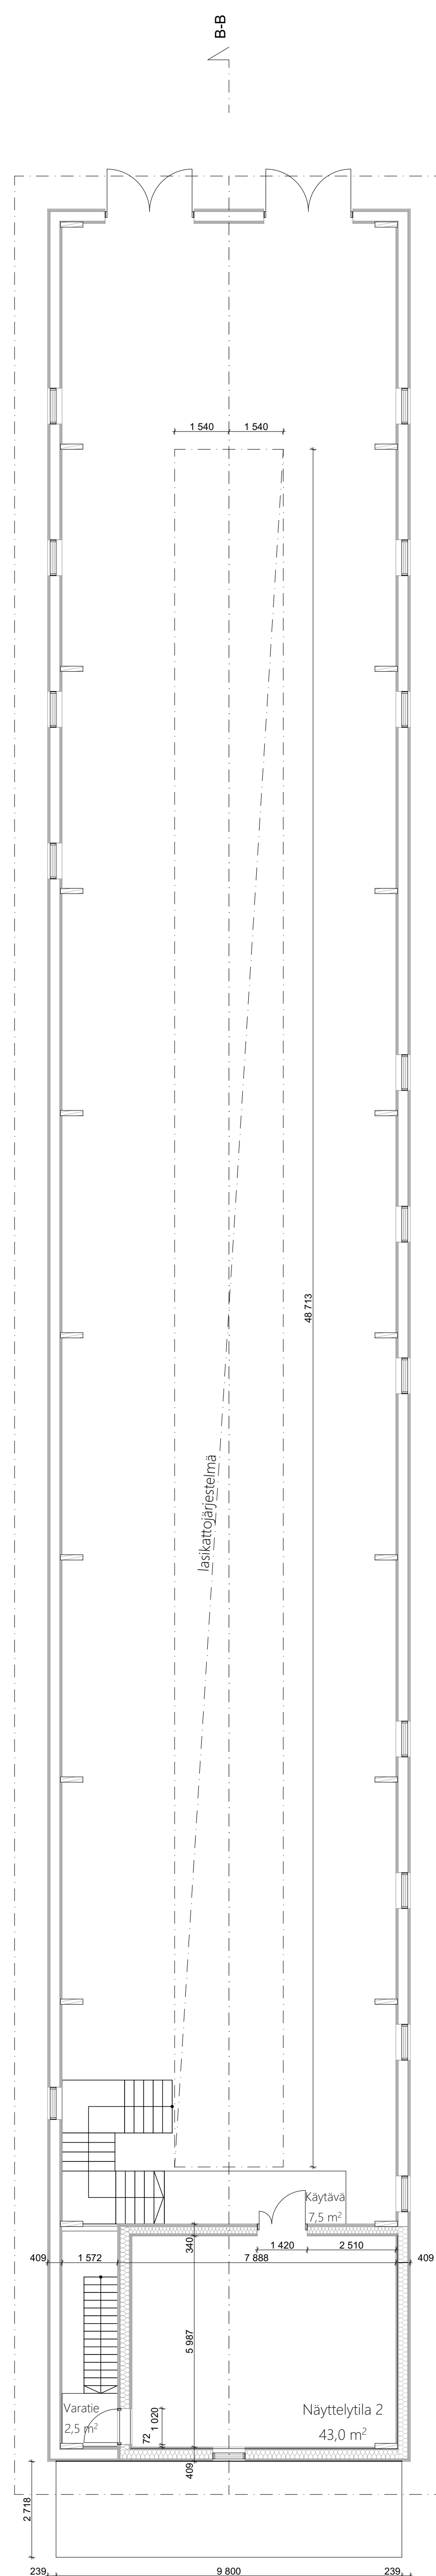 B-B
1 540
1 540
48 713
lasikattojärjestelmä
Käytävä
7,5 m²
340
1 420
2 510
409
1 572
7 888
409
5 987
Varatie
2,5 m²
72
1 020
Näyttelytila 2
43,0 m²
409
2 718
239
9 800
239